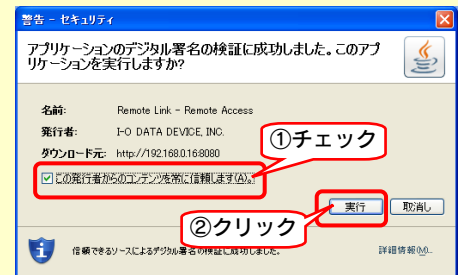 警告 - セキュリティ
アプリケーションのデジタル署名の検証に成功しました。このアプ
リケーションを実行しますか?
名前: Remote Link - Remote Access
発行者: I-O DATA DEVICE, INC.
ダウンロード元: http://192.168.0.16:8080
①チェック
この発行者からのコンテンツを常に信頼します(A)。
実行 取消し
②クリック
信頼できるソースによるデジタル署名の検証に成功しました。 詳細情報(M)...